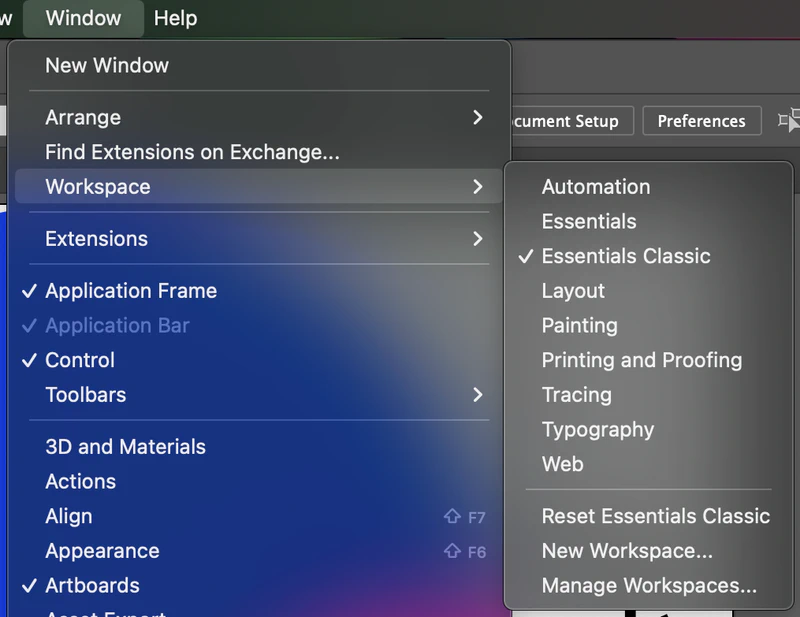 w Window Help
New Window
Arrange
Find Extensions on Exchange...
Workspace
Extensions
✓ Application Frame
✓ Application Bar
✓ Control
Toolbars
3D and Materials
Actions
Align ⇧ F7
Appearance ⇧ F6
✓ Artboards
Asset Export
ocument Setup Preferences
Automation
Essentials
✓ Essentials Classic
Layout
Painting
Printing and Proofing
Tracing
Typography
Web
Reset Essentials Classic
New Workspace...
Manage Workspaces...